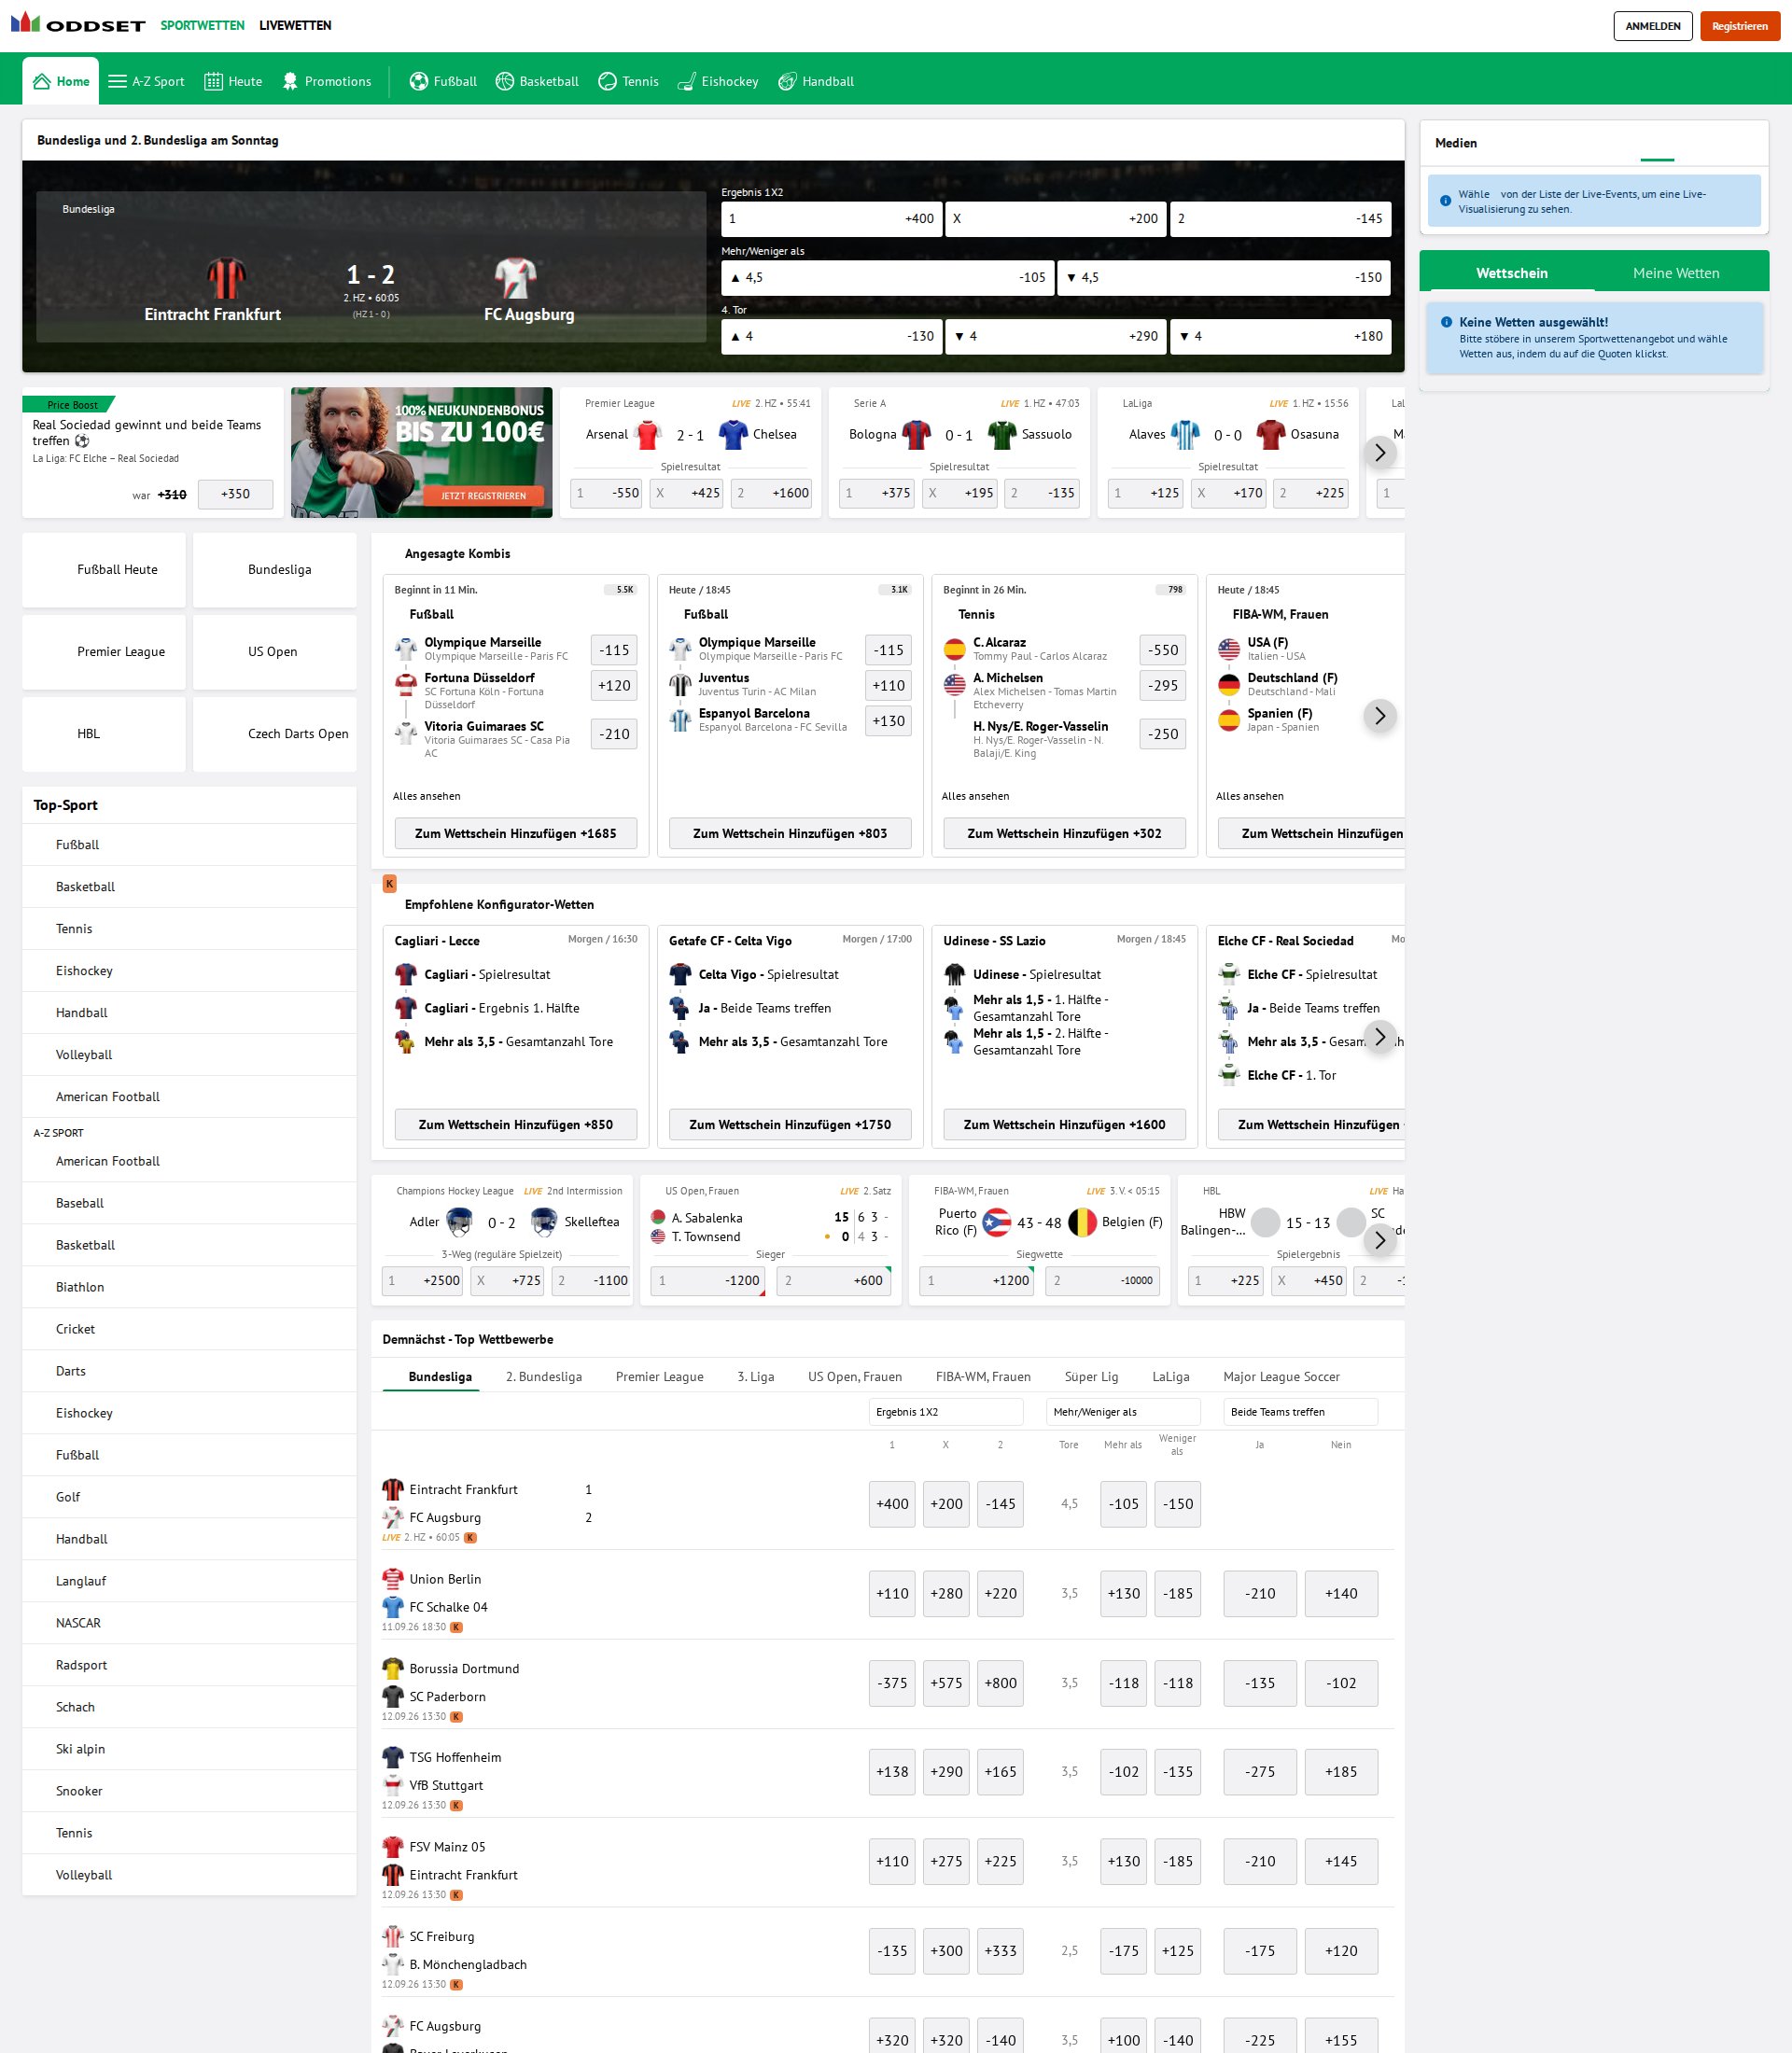 ODDSET SPORTWETTEN LIVEWETTEN ANMELDEN Registrieren
Home A-Z Sport Heute Promotions Fußball Basketball Tennis Eishockey Handball
Bundesliga und 2. Bundesliga am Sonntag
Bundesliga
1 - 2
2. HZ • 60:05
(HZ 1 - 0)
Eintracht Frankfurt FC Augsburg
Ergebnis 1X2
1 +400 X +200 2 -145
Mehr/Weniger als
▲ 4,5 -105 ▼ 4,5 -150
4. Tor
▲ 4 -130 ▼ 4 +290 ▼ 4 +180
Medien
Wähle von der Liste der Live-Events, um eine Live-
Visualisierung zu sehen.
Wettschein Meine Wetten
Keine Wetten ausgewählt!
Bitte stöbere in unserem Sportwettenangebot und wähle
Wetten aus, indem du auf die Quoten klickst.
Price Boost
Real Sociedad gewinnt und beide Teams
treffen ⚽
La Liga: FC Elche – Real Sociedad
war +310 +350
100% NEUKUNDENBONUS
BIS ZU 100€
JETZT REGISTRIEREN
Premier League LIVE 2. HZ • 55:41
Arsenal 2 - 1 Chelsea
Spielresultat
1 -550 X +425 2 +1600
Serie A LIVE 1. HZ • 47:03
Bologna 0 - 1 Sassuolo
Spielresultat
1 +375 X +195 2 -135
LaLiga LIVE 1. HZ • 15:56
Alaves 0 - 0 Osasuna
Spielresultat
1 +125 X +170 2 +225
1
Fußball Heute Bundesliga
Premier League US Open
HBL Czech Darts Open
Top-Sport
Fußball
Basketball
Tennis
Eishockey
Handball
Volleyball
American Football
A-Z SPORT
American Football
Baseball
Basketball
Biathlon
Cricket
Darts
Eishockey
Fußball
Golf
Handball
Langlauf
NASCAR
Radsport
Schach
Ski alpin
Snooker
Tennis
Volleyball
Angesagte Kombis
Beginnt in 11 Min. 5.5K
Fußball
Olympique Marseille -115
Olympique Marseille - Paris FC
Fortuna Düsseldorf +120
SC Fortuna Köln - Fortuna
Düsseldorf
Vitoria Guimaraes SC -210
Vitoria Guimaraes SC - Casa Pia
AC
Alles ansehen
Zum Wettschein Hinzufügen +1685
Heute / 18:45 3.1K
Fußball
Olympique Marseille -115
Olympique Marseille - Paris FC
Juventus +110
Juventus Turin - AC Milan
Espanyol Barcelona +130
Espanyol Barcelona - FC Sevilla
Zum Wettschein Hinzufügen +803
Beginnt in 26 Min. 798
Tennis
C. Alcaraz -550
Tommy Paul - Carlos Alcaraz
A. Michelsen -295
Alex Michelsen - Tomas Martin
Etcheverry
H. Nys/E. Roger-Vasselin -250
H. Nys/E. Roger-Vasselin - N.
Balaji/E. King
Alles ansehen
Zum Wettschein Hinzufügen +302
Heute / 18:45
FIBA-WM, Frauen
USA (F)
Italien - USA
Deutschland (F)
Deutschland - Mali
Spanien (F)
Japan - Spanien
Alles ansehen
Zum Wettschein Hinzufügen
K
Empfohlene Konfigurator-Wetten
Cagliari - Lecce Morgen / 16:30
Cagliari - Spielresultat
Cagliari - Ergebnis 1. Hälfte
Mehr als 3,5 - Gesamtanzahl Tore
Zum Wettschein Hinzufügen +850
Getafe CF - Celta Vigo Morgen / 17:00
Celta Vigo - Spielresultat
Ja - Beide Teams treffen
Mehr als 3,5 - Gesamtanzahl Tore
Zum Wettschein Hinzufügen +1750
Udinese - SS Lazio Morgen / 18:45
Udinese - Spielresultat
Mehr als 1,5 - 1. Hälfte -
Gesamtanzahl Tore
Mehr als 1,5 - 2. Hälfte -
Gesamtanzahl Tore
Zum Wettschein Hinzufügen +1600
Elche CF - Real Sociedad
Elche CF - Spielresultat
Ja - Beide Teams treffen
Mehr als 3,5 -
Elche CF - 1. Tor
Zum Wettschein Hinzufügen
Champions Hockey League LIVE 2nd Intermission
Adler 0 - 2 Skelleftea
3-Weg (reguläre Spielzeit)
1 +2500 X +725 2 -1100
US Open, Frauen LIVE 2. Satz
A. Sabalenka 15 6 3 -
T. Townsend 0 4 3 -
Sieger
1 -1200 2 +600
FIBA-WM, Frauen LIVE 3. V. < 05:15
Puerto
Rico (F) 43 - 48 Belgien (F)
Siegwette
1 +1200 2 -10000
HBL LIVE
HBW
Balingen-... 15 - 13 SC
Spielergebnis
1 +225 X +450 2
Demnächst - Top Wettbewerbe
Bundesliga 2. Bundesliga Premier League 3. Liga US Open, Frauen FIBA-WM, Frauen Süper Lig LaLiga Major League Soccer
Ergebnis 1X2 Mehr/Weniger als Beide Teams treffen
1 X 2 Tore Mehr als Weniger als Ja Nein
Eintracht Frankfurt 1
FC Augsburg 2
LIVE 2. HZ • 60:05 K
+400 +200 -145 4,5 -105 -150
Union Berlin
FC Schalke 04
11.09.26 18:30 K
+110 +280 +220 3,5 +130 -185 -210 +140
Borussia Dortmund
SC Paderborn
12.09.26 13:30 K
-375 +575 +800 3,5 -118 -118 -135 -102
TSG Hoffenheim
VfB Stuttgart
12.09.26 13:30 K
+138 +290 +165 3,5 -102 -135 -275 +185
FSV Mainz 05
Eintracht Frankfurt
12.09.26 13:30 K
+110 +275 +225 3,5 +130 -185 -210 +145
SC Freiburg
B. Mönchengladbach
12.09.26 13:30 K
-135 +300 +333 2,5 -175 +125 -175 +120
FC Augsburg
+320 +320 -140 3,5 +100 -140 -225 +155